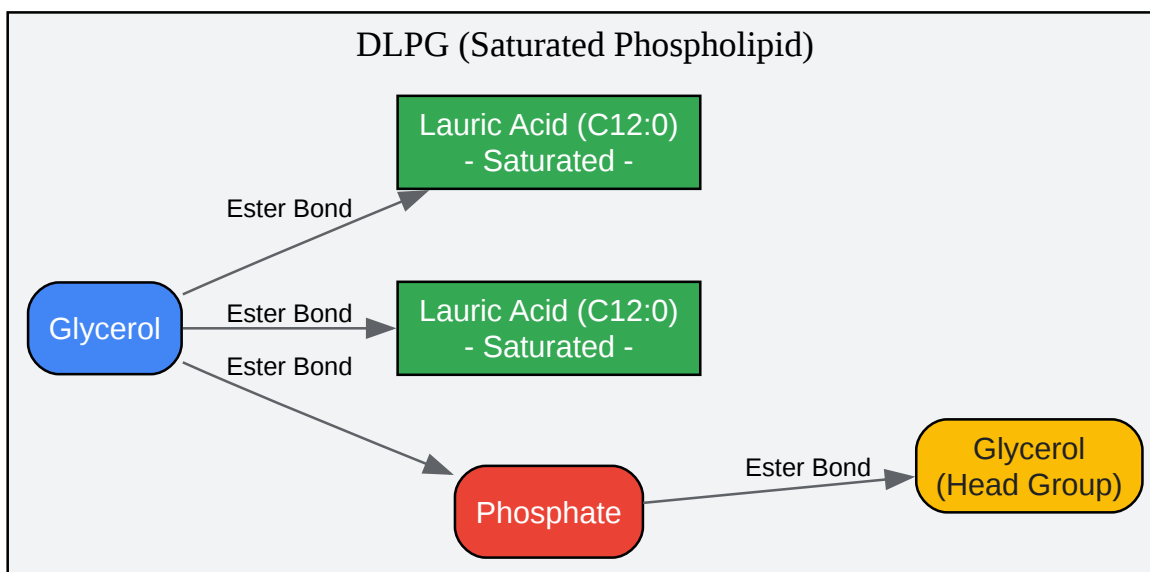 DLPG (Saturated Phospholipid)
Lauric Acid (C12:0)
- Saturated -
Ester Bond
Lauric Acid (C12:0)
- Saturated -
Ester Bond
Glycerol
Ester Bond
Glycerol
(Head Group)
Ester Bond
Phosphate